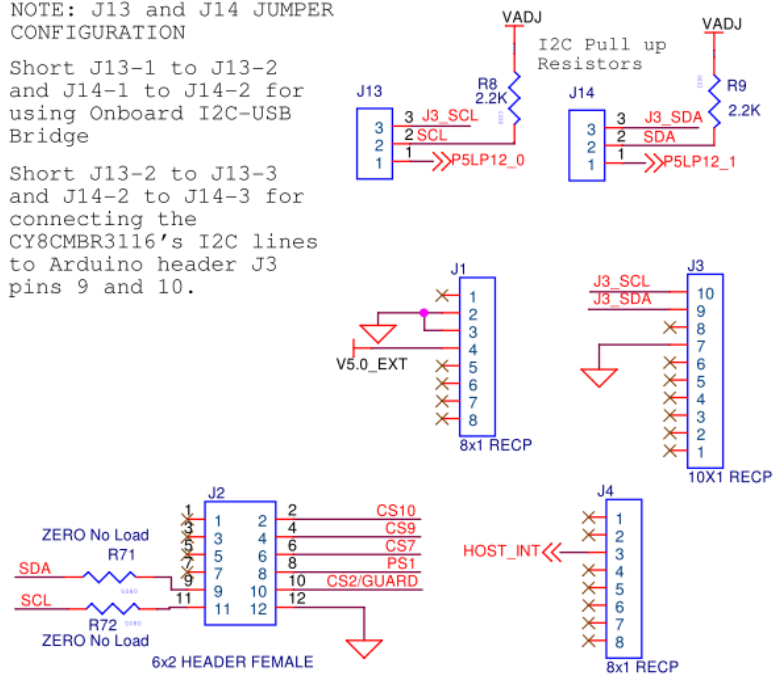 NOTE: J13 and J14 JUMPER
CONFIGURATION
Short J13-1 to J13-2
and J14-1 to J14-2 for
using Onboard I2C-USB
Bridge
Short J13-2 to J13-3
and J14-2 to J14-3 for
connecting the
CY8CMBR3116's I2C lines
to Arduino header J3
pins 9 and 10.
VADJ
I2C Pull up
Resistors
R8
2.2K
J13
3 3 J3_SCL
2 2 SCL
1 1 P5LP12_0
VADJ
R9
2.2K
J14
3 3 J3_SDA
2 2 SDA
1 1 P5LP12_1
J1
1
2
3
4
5
6
7
8
V5.0_EXT
8x1 RECP
J3
J3_SCL 10
J3_SDA 9
8
7
6
5
4
3
2
1
10X1 RECP
J2
1 1 2 2 CS10
3 3 4 4 CS9
5 5 6 6 CS7
7 7 8 8 PS1
9 9 10 10 CS2/GUARD
11 11 12 12
ZERO No Load
R71
SDA
SCL
R72
ZERO No Load
6x2 HEADER FEMALE
J4
1
2
HOST_INT 3
4
5
6
7
8
8x1 RECP